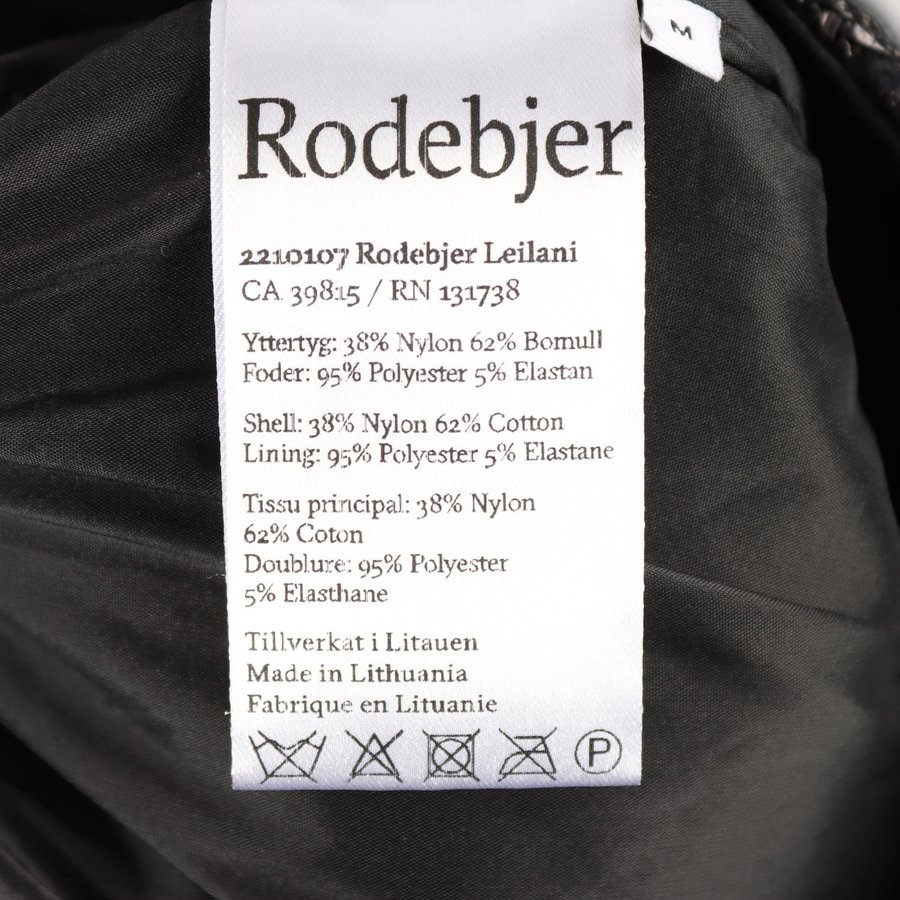 M
Rodebjer
2210107 Rodebjer Leilani
CA 39815 / RN 131738
Yttertyg: 38% Nylon 62% Bomull
Foder: 95% Polyester 5% Elastan
Shell: 38% Nylon 62% Cotton
Lining: 95% Polyester 5% Elastane
Tissu principal: 38% Nylon
62% Coton
Doublure: 95% Polyester
5% Elasthane
Tillverkat i Litauen
Made in Lithuania
Fabrique en Lituanie
P